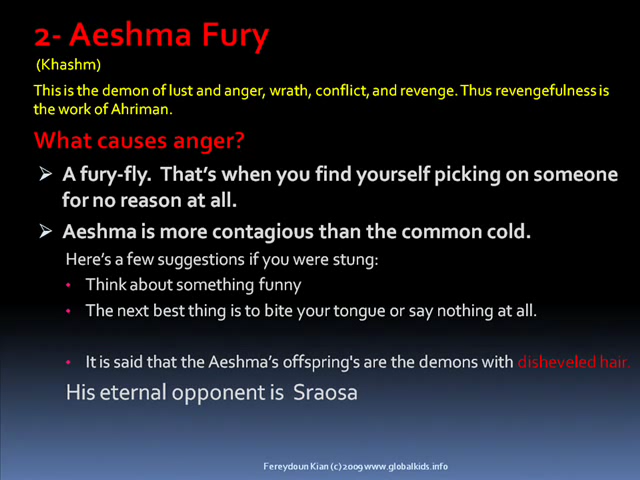 2- Aeshma Fury
(Khashm)
This is the demon of lust and anger, wrath, conflict, and revenge. Thus revengefulness is
the work of Ahriman.
What causes anger?
➢ A fury-fly. That's when you find yourself picking on someone
for no reason at all.
➢ Aeshma is more contagious than the common cold.
Here's a few suggestions if you were stung:
• Think about something funny
• The next best thing is to bite your tongue or say nothing at all.
• It is said that the Aeshma's offspring's are the demons with disheveled hair.
His eternal opponent is Sraosa
Fereydoun Kian (c) 2009 www.globalkids.info